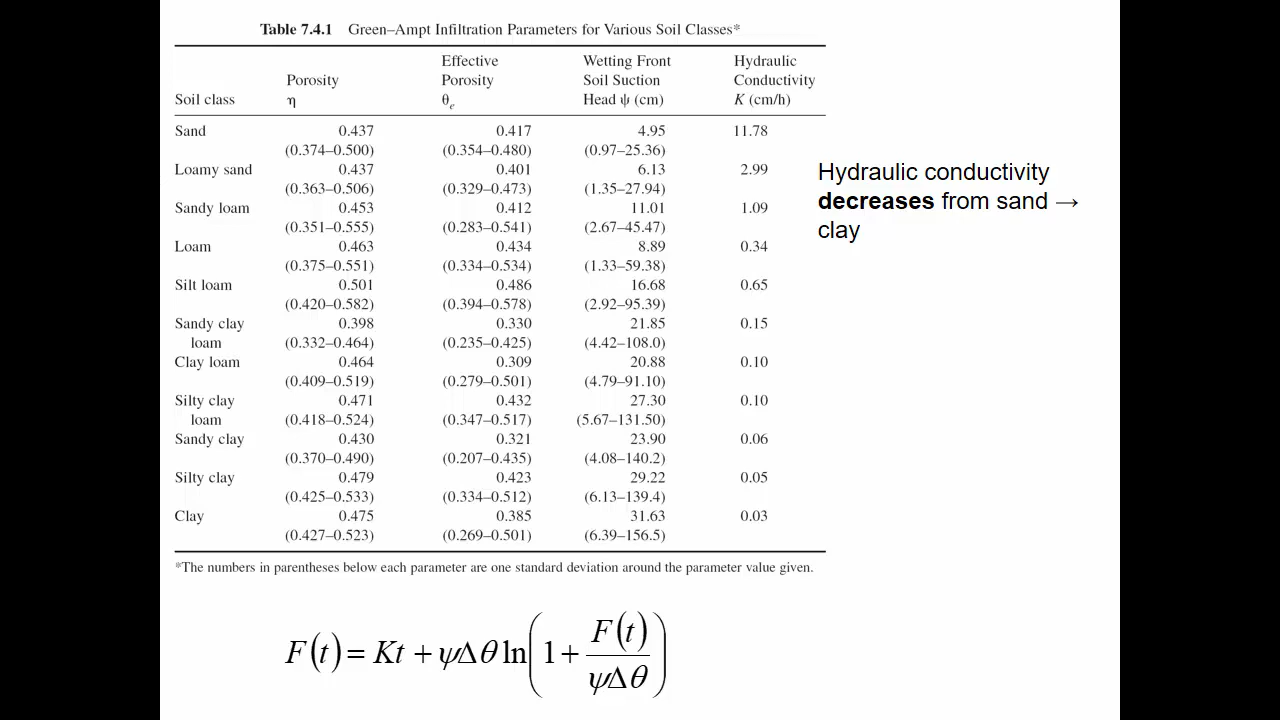 Table 7.4.1 Green–Ampt Infiltration Parameters for Various Soil Classes*
Effective Wetting Front Hydraulic
Porosity Porosity Soil Suction Conductivity
Soil class η θe Head ψ (cm) K (cm/h)
Sand 0.437 0.417 4.95 11.78
(0.374–0.500) (0.354–0.480) (0.97–25.36)
Loamy sand 0.437 0.401 6.13 2.99
(0.363–0.506) (0.329–0.473) (1.35–27.94)
Sandy loam 0.453 0.412 11.01 1.09
(0.351–0.555) (0.283–0.541) (2.67–45.47)
Loam 0.463 0.434 8.89 0.34
(0.375–0.551) (0.334–0.534) (1.33–59.38)
Silt loam 0.501 0.486 16.68 0.65
(0.420–0.582) (0.394–0.578) (2.92–95.39)
Sandy clay 0.398 0.330 21.85 0.15
loam (0.332–0.464) (0.235–0.425) (4.42–108.0)
Clay loam 0.464 0.309 20.88 0.10
(0.409–0.519) (0.279–0.501) (4.79–91.10)
Silty clay 0.471 0.432 27.30 0.10
loam (0.418–0.524) (0.347–0.517) (5.67–131.50)
Sandy clay 0.430 0.321 23.90 0.06
(0.370–0.490) (0.207–0.435) (4.08–140.2)
Silty clay 0.479 0.423 29.22 0.05
(0.425–0.533) (0.334–0.512) (6.13–139.4)
Clay 0.475 0.385 31.63 0.03
(0.427–0.523) (0.269–0.501) (6.39–156.5)
*The numbers in parentheses below each parameter are one standard deviation around the parameter value given.
Hydraulic conductivity
decreases from sand →
clay
F(t) = Kt + ψΔθ ln(1 + F(t)/ψΔθ)